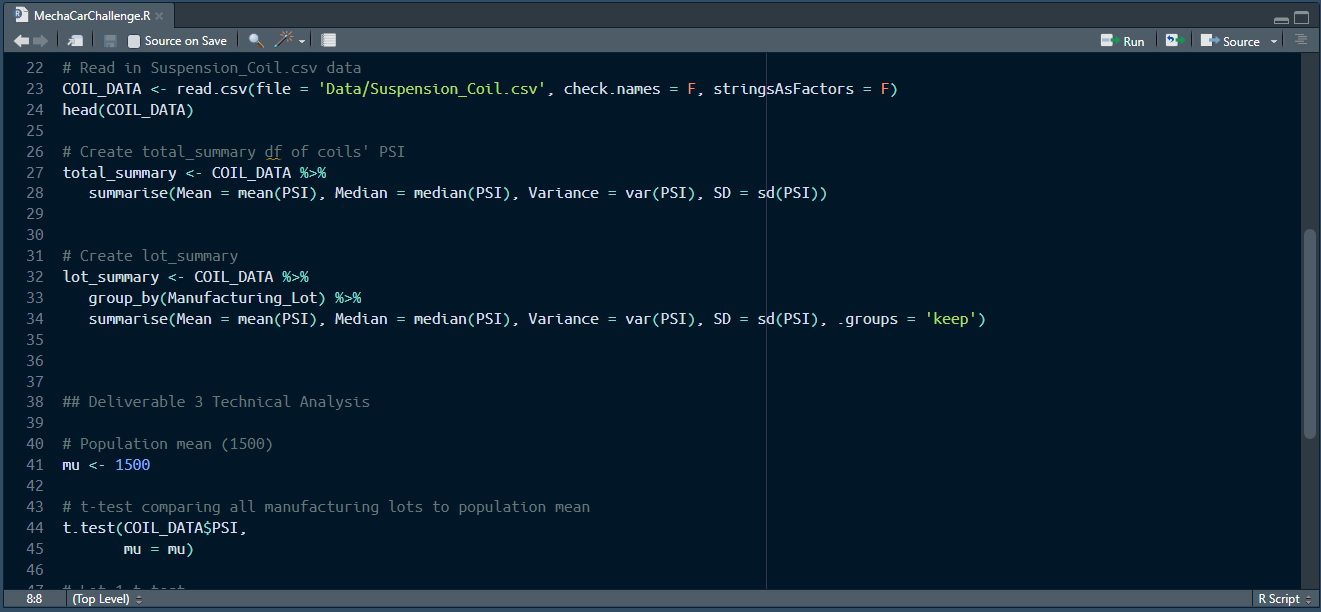 MechaCarChallenge.R
Source on Save
Run
Source
22 # Read in Suspension_Coil.csv data
23 COIL_DATA <- read.csv(file = 'Data/Suspension_Coil.csv', check.names = F, stringsAsFactors = F)
24 head(COIL_DATA)
25
26 # Create total_summary df of coils' PSI
27 total_summary <- COIL_DATA %>%
28 summarise(Mean = mean(PSI), Median = median(PSI), Variance = var(PSI), SD = sd(PSI))
29
30
31 # Create lot_summary
32 lot_summary <- COIL_DATA %>%
33 group_by(Manufacturing_Lot) %>%
34 summarise(Mean = mean(PSI), Median = median(PSI), Variance = var(PSI), SD = sd(PSI), .groups = 'keep')
35
36
37
38 ## Deliverable 3 Technical Analysis
39
40 # Population mean (1500)
41 mu <- 1500
42
43 # t-test comparing all manufacturing lots to population mean
44 t.test(COIL_DATA$PSI,
45 mu = mu)
46
47 # Lot 1 t-test
8:8 (Top Level) R Script